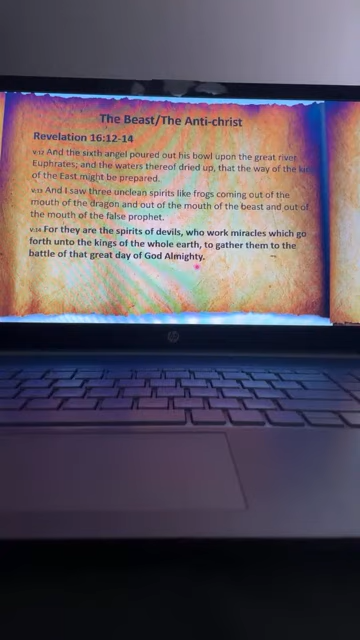 The Beast/The Anti-christ
Revelation 16:12-14
v.12 And the sixth angel poured out his bowl upon the great river
Euphrates; and the waters thereof dried up, that the way of the
of the East might be prepared.
v.13 And I saw three unclean spirits like frogs coming out of the
mouth of the dragon and out of the mouth of the beast and out of
the mouth of the false prophet.
v.14 For they are the spirits of devils, who work miracles which go
forth unto the kings of the whole earth, to gather them to the
battle of that great day of God Almighty.
hp